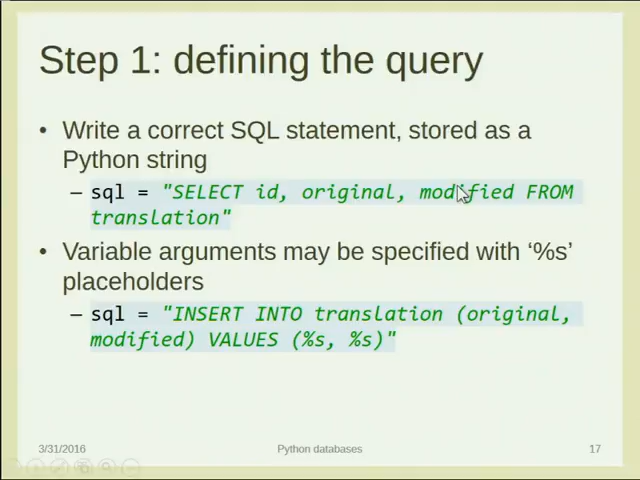 Step 1: defining the query
• Write a correct SQL statement, stored as a
Python string
– sql = "SELECT id, original, modified FROM
translation"
• Variable arguments may be specified with ‘%s’
placeholders
– sql = "INSERT INTO translation (original,
modified) VALUES (%s, %s)"
3/31/2016
Python databases
17